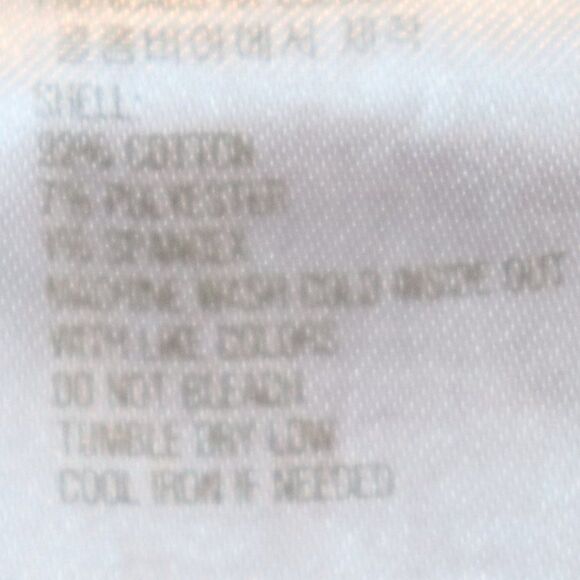 SHELL:
COTTON
7% POLYESTER
1% SPANDEX
MACHINE WASH COLD INSIDE OUT
WITH LIKE COLORS
DO NOT BLEACH
TUMBLE DRY LOW
COOL IRON IF NEEDED